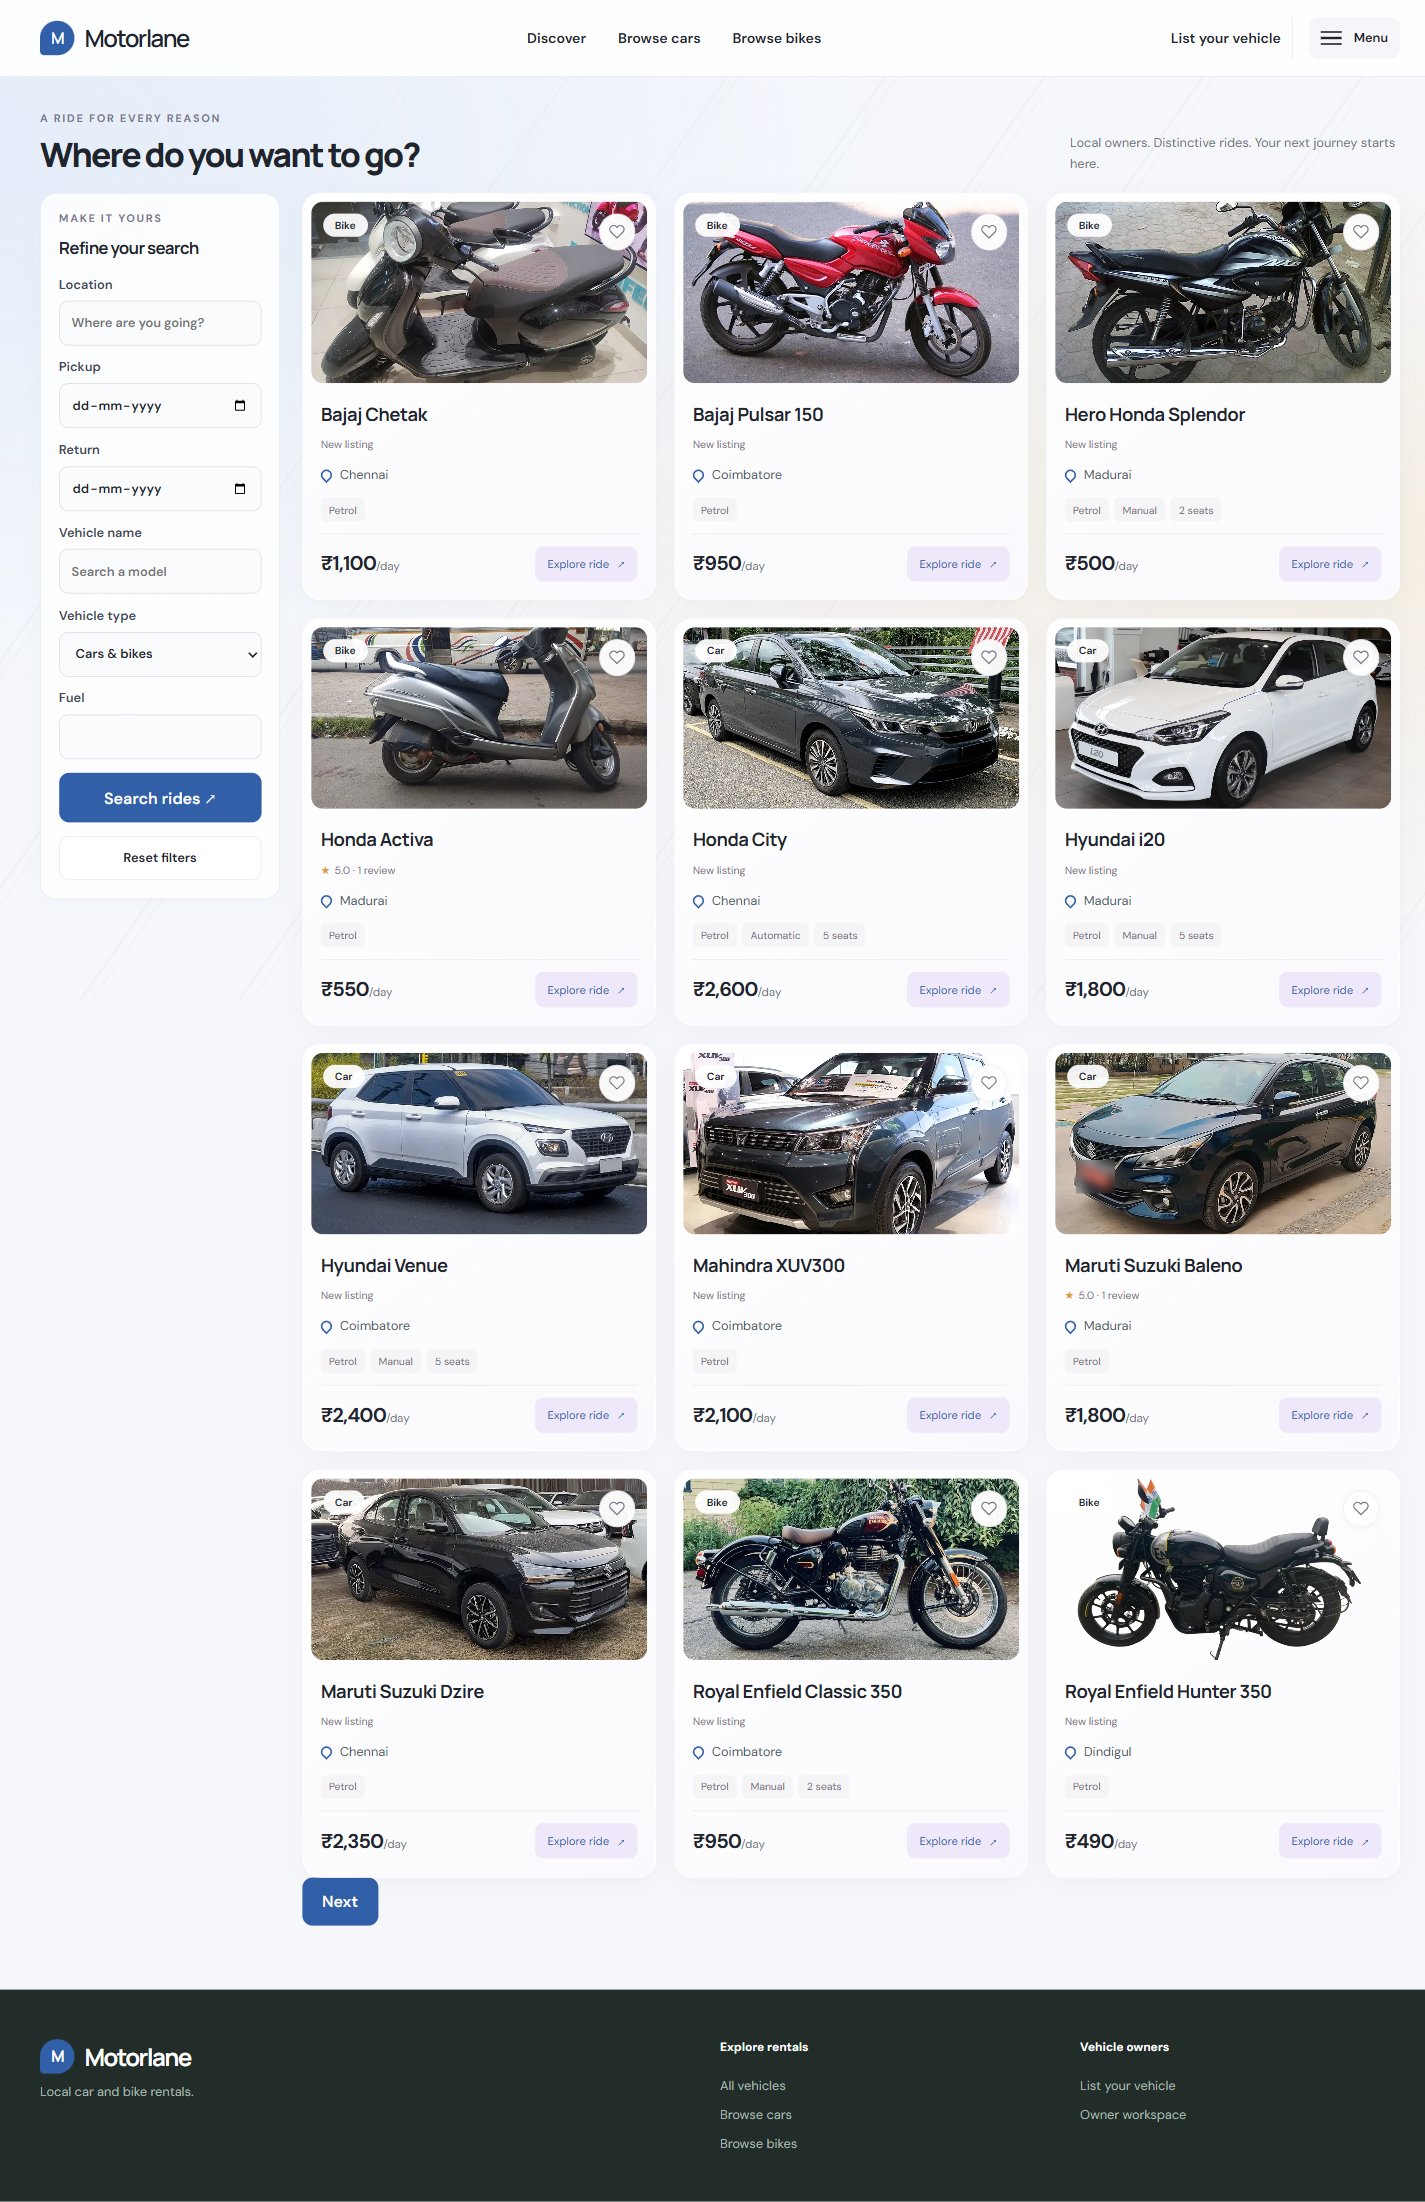 M Motorlane
Discover Browse cars Browse bikes
List your vehicle Menu
A RIDE FOR EVERY REASON
Where do you want to go?
Local owners. Distinctive rides. Your next journey starts
here.
MAKE IT YOURS
Refine your search
Location
Where are you going?
Pickup
dd-mm-yyyy
Return
dd-mm-yyyy
Vehicle name
Search a model
Vehicle type
Cars & bikes
Fuel
Search rides ↗
Reset filters
Bike
Bajaj Chetak
New listing
Chennai
Petrol
₹1,100/day
Explore ride ↗
Bike
Bajaj Pulsar 150
New listing
Coimbatore
Petrol
₹950/day
Explore ride ↗
Bike
Hero Honda Splendor
New listing
Madurai
Petrol Manual 2 seats
₹500/day
Explore ride ↗
Bike
Honda Activa
★ 5.0 · 1 review
Madurai
Petrol
₹550/day
Explore ride ↗
Car
Honda City
New listing
Chennai
Petrol Automatic 5 seats
₹2,600/day
Explore ride ↗
Car
i20
Hyundai i20
New listing
Madurai
Petrol Manual 5 seats
₹1,800/day
Explore ride ↗
Car
Hyundai Venue
New listing
Coimbatore
Petrol Manual 5 seats
₹2,400/day
Explore ride ↗
Car
XUV300
Mahindra XUV300
New listing
Coimbatore
Petrol
₹2,100/day
Explore ride ↗
Car
Maruti Suzuki Baleno
★ 5.0 · 1 review
Madurai
Petrol
₹1,800/day
Explore ride ↗
Car
Maruti Suzuki Dzire
New listing
Chennai
Petrol
₹2,350/day
Explore ride ↗
Bike
Royal Enfield Classic 350
New listing
Coimbatore
Petrol Manual 2 seats
₹950/day
Explore ride ↗
Bike
Royal Enfield Hunter 350
New listing
Dindigul
Petrol
₹490/day
Explore ride ↗
Next
M Motorlane
Local car and bike rentals.
Explore rentals
All vehicles
Browse cars
Browse bikes
Vehicle owners
List your vehicle
Owner workspace